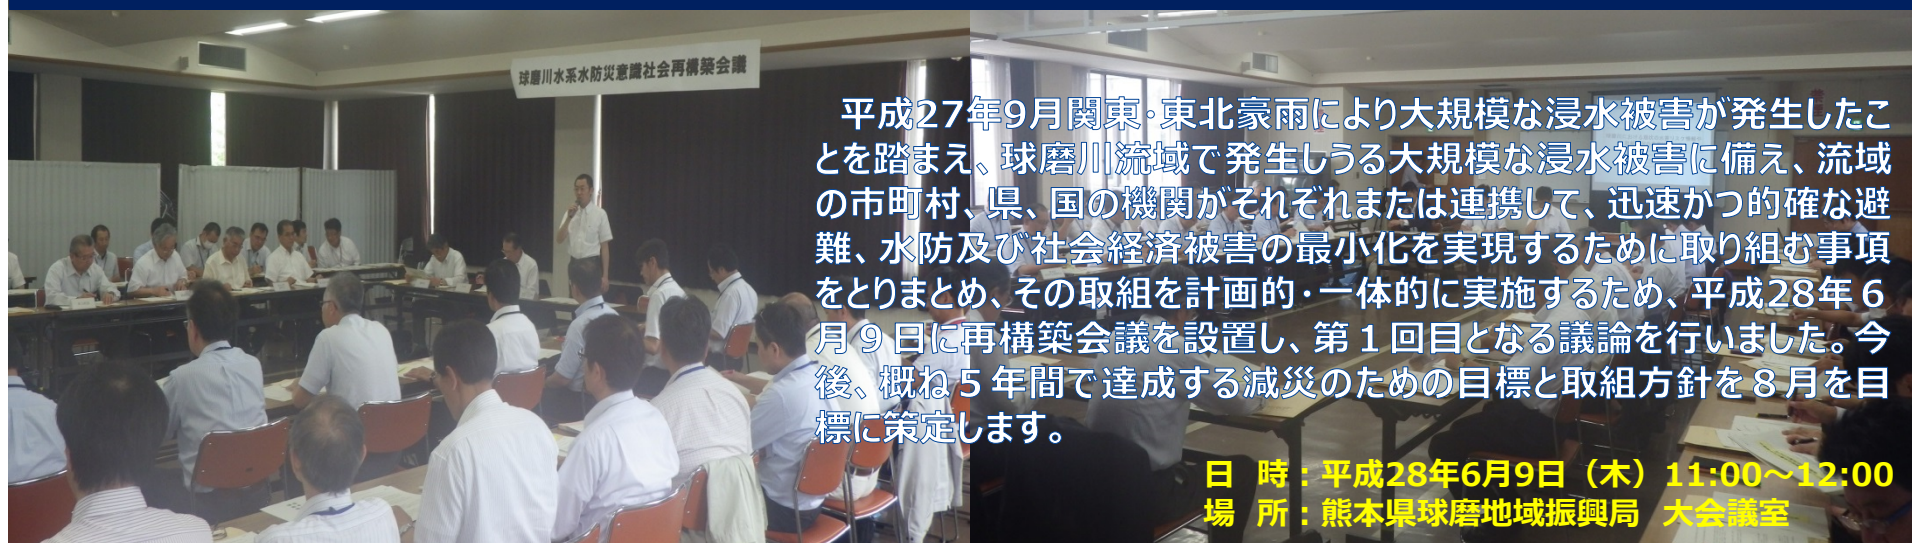 球磨川水系水防災意識社会再構築会議
平成27年9月関東・東北豪雨により大規模な浸水被害が発生したこ
とを踏まえ、球磨川流域で発生しうる大規模な浸水被害に備え、流域
の市町村、県、国の機関がそれぞれまたは連携して、迅速かつ的確な避
難、水防及び社会経済被害の最小化を実現するために取り組む事項
をとりまとめ、その取組を計画的・一体的に実施するため、平成28年６
月９日に再構築会議を設置し、第１回目となる議論を行いました。今
後、概ね５年間で達成する減災のための目標と取組方針を８月を目
標に策定します。
日　時：平成28年6月9日（木）11:00～12:00
場　所：熊本県球磨地域振興局　大会議室